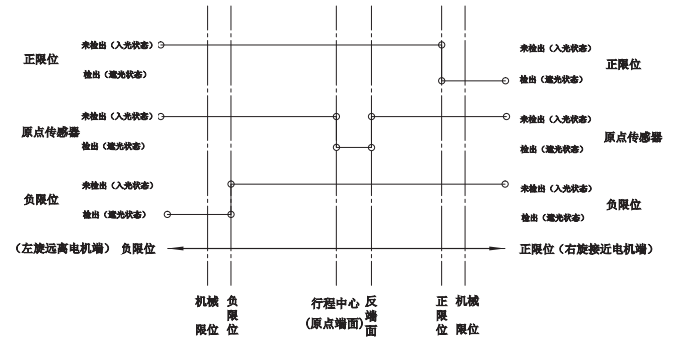 未检出（入光状态）
未检出（入光状态）
正限位
正限位
检出（遮光状态）
检出（遮光状态）
未检出（入光状态）
未检出（入光状态）
原点传感器
原点传感器
检出（遮光状态）
检出（遮光状态）
未检出（入光状态）
未检出（入光状态）
负限位
负限位
检出（遮光状态）
检出（遮光状态）
（左旋远离电机端） 负限位
正限位（右旋接近电机端）
机械
限位
负限位
行程中心
(原点端面)
反端面
正限位
机械
限位